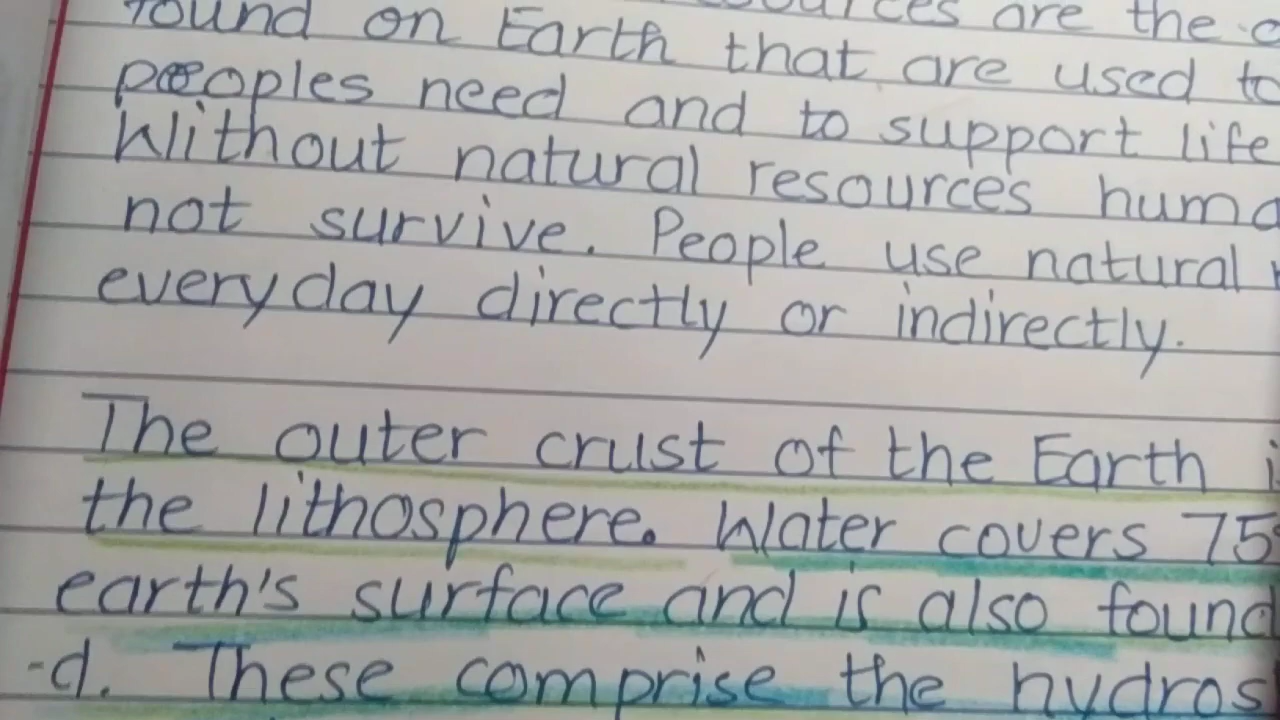 found on Earth that are used to
peoples need and to support life
Without natural resources huma
not survive. People use natural
everyday directly or indirectly.
The outer crust of the Earth
the lithosphere. Water covers 75
earth's surface and is also found
-d. These comprise the hydros